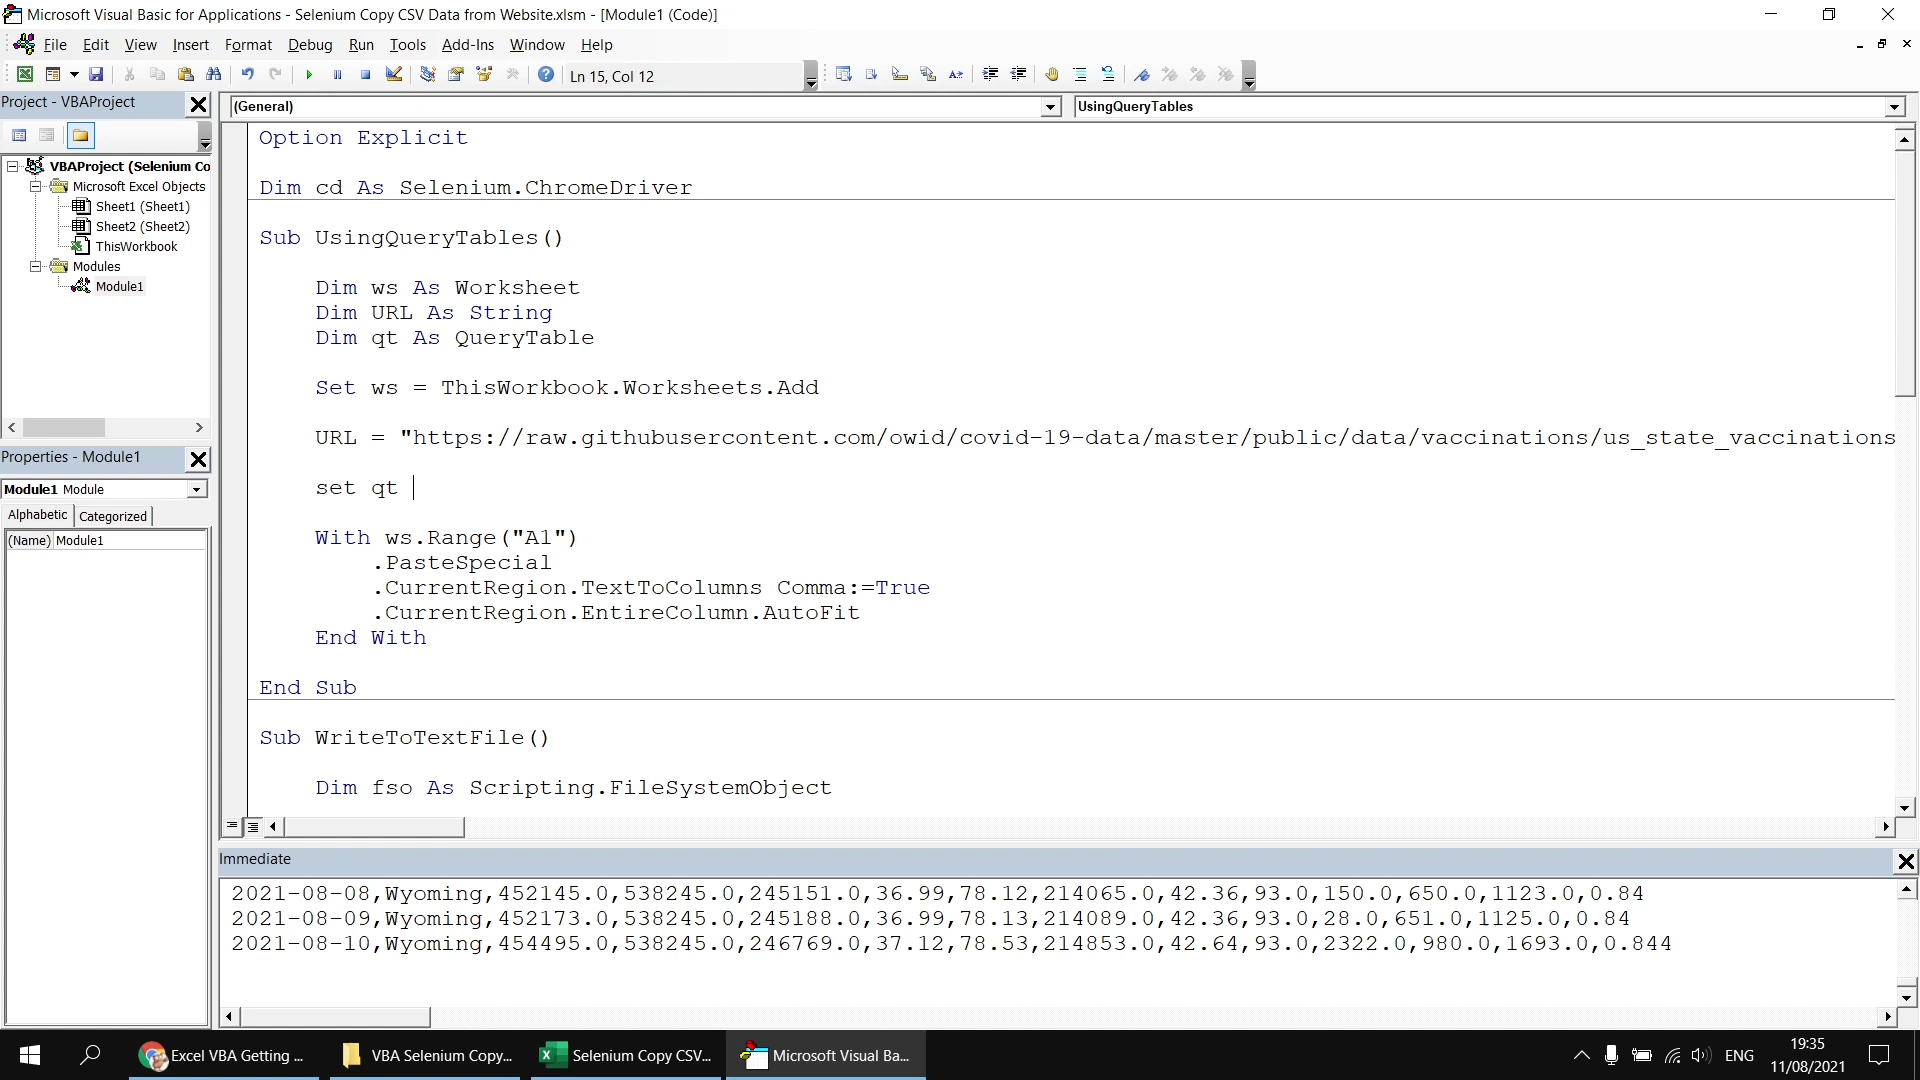 Microsoft Visual Basic for Applications - Selenium Copy CSV Data from Website.xlsm - [Module1 (Code)]
File Edit View Insert Format Debug Run Tools Add-Ins Window Help
Ln 15, Col 12
Project - VBAProject
(General)
UsingQueryTables
VBAProject (Selenium Co
Microsoft Excel Objects
Sheet1 (Sheet1)
Sheet2 (Sheet2)
ThisWorkbook
Modules
Module1
Properties - Module1
Module1 Module
Alphabetic Categorized
(Name) Module1
Option Explicit
Dim cd As Selenium.ChromeDriver
Sub UsingQueryTables()
Dim ws As Worksheet
Dim URL As String
Dim qt As QueryTable
Set ws = ThisWorkbook.Worksheets.Add
URL = "https://raw.githubusercontent.com/owid/covid-19-data/master/public/data/vaccinations/us_state_vaccinations
set qt
With ws.Range("A1")
.PasteSpecial
.CurrentRegion.TextToColumns Comma:=True
.CurrentRegion.EntireColumn.AutoFit
End With
End Sub
Sub WriteToTextFile()
Dim fso As Scripting.FileSystemObject
Immediate
2021-08-08,Wyoming,452145.0,538245.0,245151.0,36.99,78.12,214065.0,42.36,93.0,150.0,650.0,1123.0,0.84
2021-08-09,Wyoming,452173.0,538245.0,245188.0,36.99,78.13,214089.0,42.36,93.0,28.0,651.0,1125.0,0.84
2021-08-10,Wyoming,454495.0,538245.0,246769.0,37.12,78.53,214853.0,42.64,93.0,2322.0,980.0,1693.0,0.844
Excel VBA Getting ...
VBA Selenium Copy...
Selenium Copy CSV...
Microsoft Visual Ba...
ENG
19:35
11/08/2021